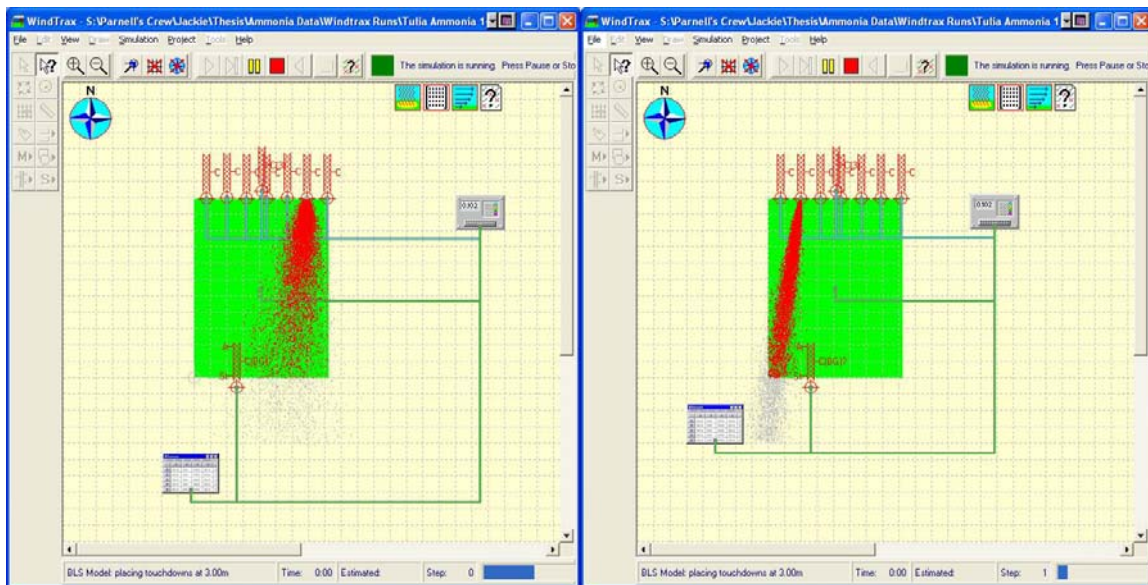 WindTrax - S:\Parnell's Crew\Jackie\Thesis\Ammonia Data\Windtrax Runs\Tulia Ammonia 1
File Edit View Draw Simulation Project Tools Help
The simulation is running. Press Pause or Sto
N
C C C C C C
0.102
C(BG)?
BLS Model: placing touchdowns at 3.00m Time: 0:00 Estimated: Step: 0
WindTrax - S:\Parnell's Crew\Jackie\Thesis\Ammonia Data\Windtrax Runs\Tulia Ammonia 1
File Edit View Draw Simulation Project Tools Help
The simulation is running. Press Pause or Sto
N
C C C C C C
0.102
C(BG)?
BLS Model: placing touchdowns at 3.00m Time: 0:00 Estimated: Step: 1